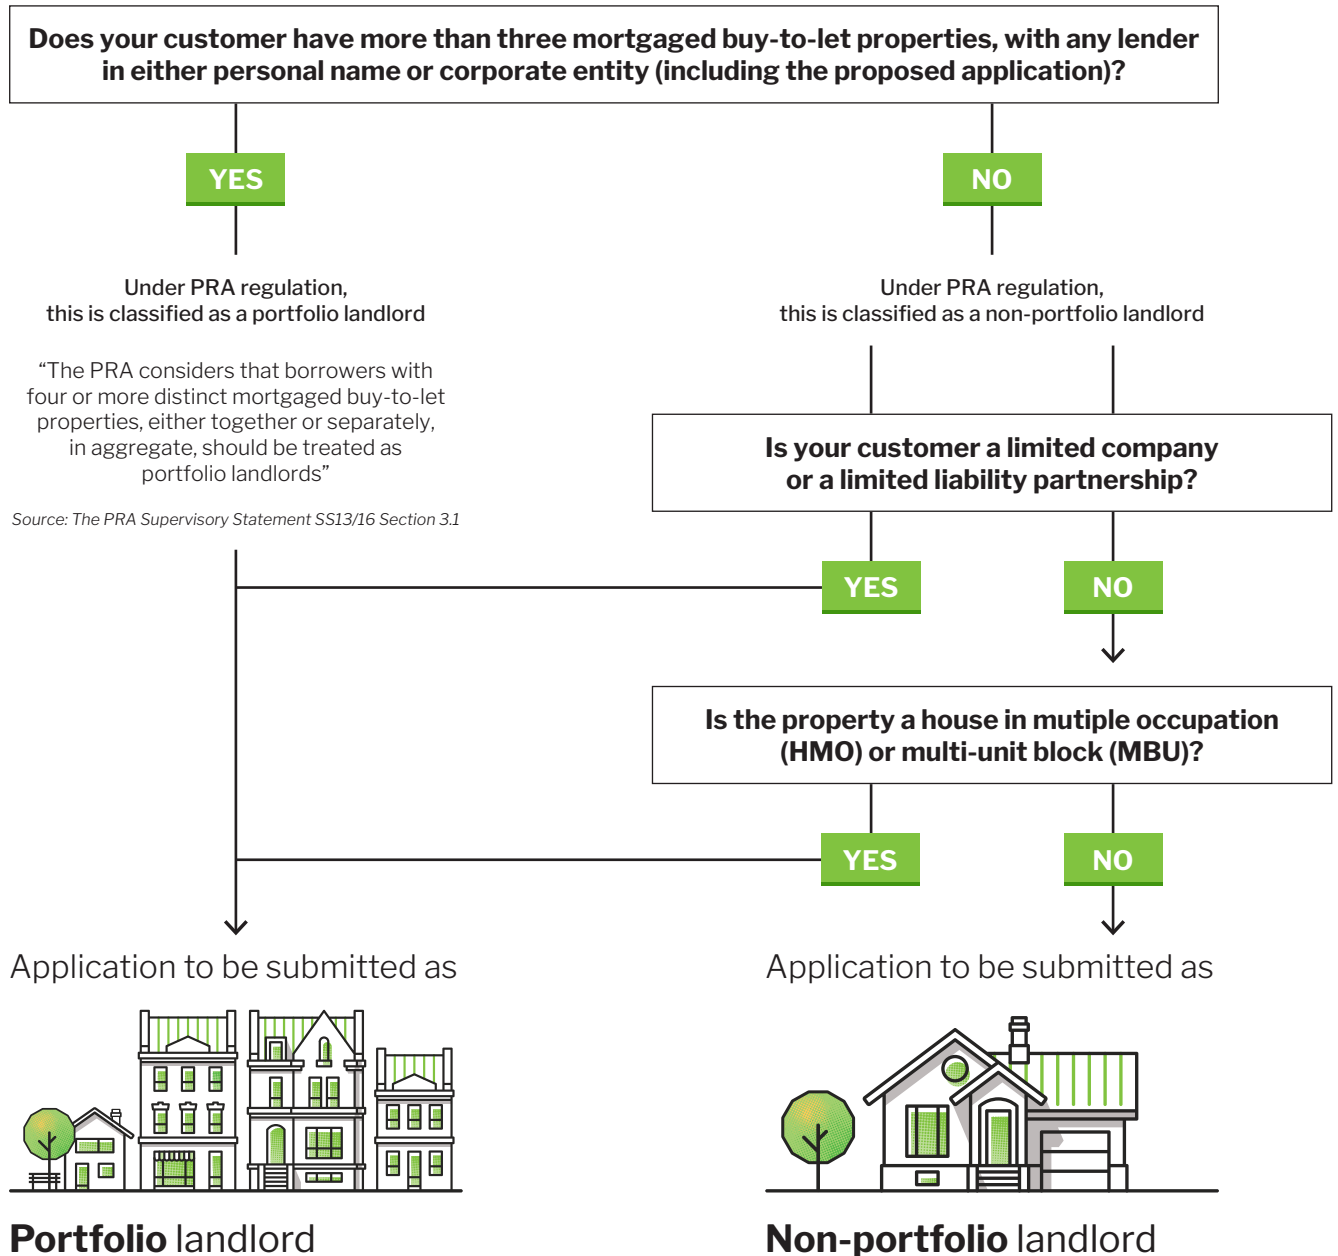 Does your customer have more than three mortgaged buy-to-let properties, with any lender
in either personal name or corporate entity (including the proposed application)?
YES
NO
Under PRA regulation,
this is classified as a portfolio landlord
“The PRA considers that borrowers with
four or more distinct mortgaged buy-to-let
properties, either together or separately,
in aggregate, should be treated as
portfolio landlords”
Source: The PRA Supervisory Statement SS13/16 Section 3.1
Under PRA regulation,
this is classified as a non-portfolio landlord
Is your customer a limited company
or a limited liability partnership?
YES
NO
Is the property a house in mutiple occupation
(HMO) or multi-unit block (MBU)?
YES
NO
Application to be submitted as
Portfolio landlord
Application to be submitted as
Non-portfolio landlord